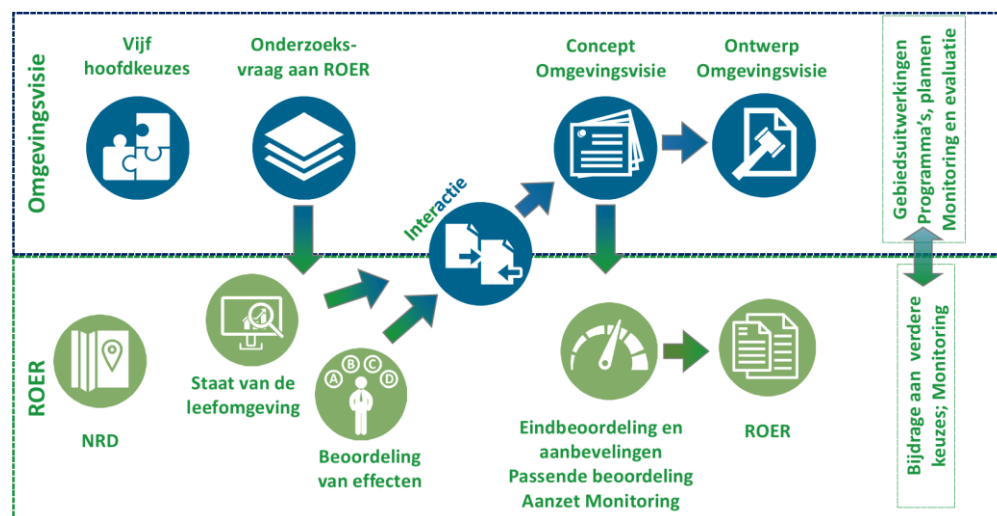 Omgevingsvisie
Vijf
hoofdkeuzes
Onderzoeks-
vraag aan ROER
Concept
Omgevingsvisie
Ontwerp
Omgevingsvisie
Gebiedsuitwerkingen
Programma's, plannen
Monitoring en evaluatie
Interactie
ROER
NRD
Staat van de
leefomgeving
A B C D
Beoordeling
van effecten
Eindbeoordeling en
aanbevelingen
Passende beoordeling
Aanzet Monitoring
ROER
Bijdrage aan verdere
keuzes; Monitoring